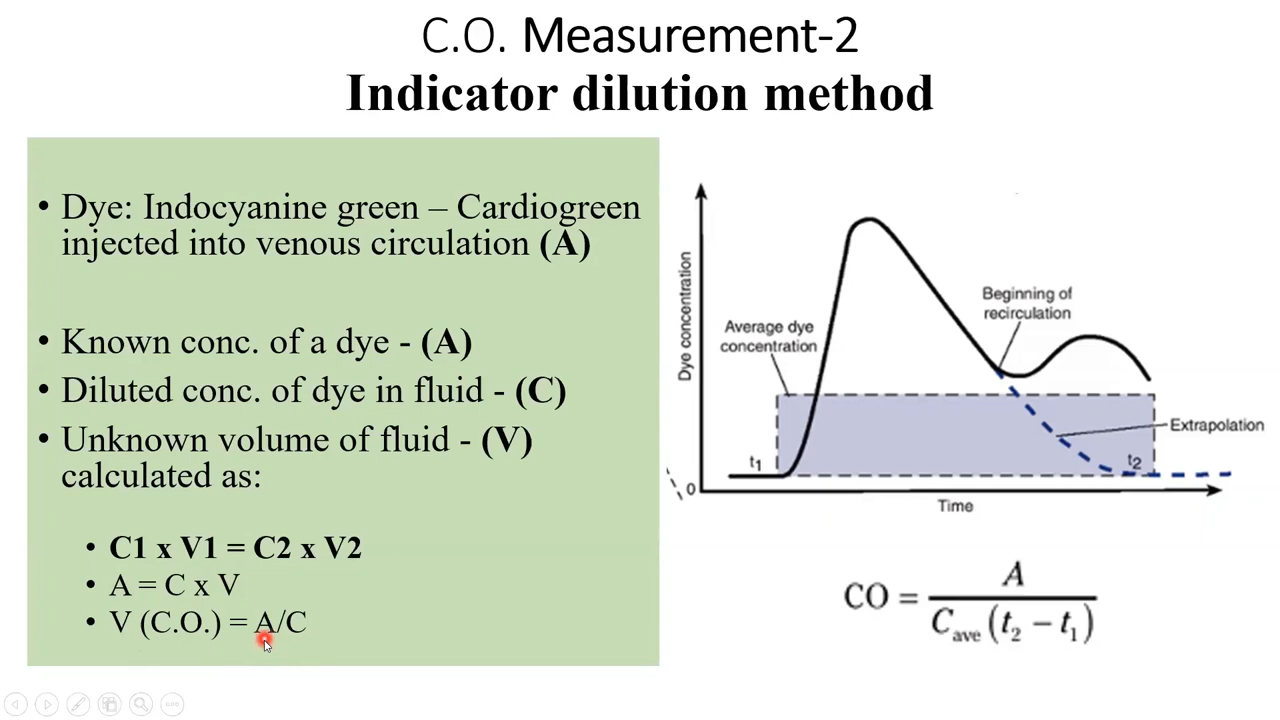 C.O. Measurement-2
Indicator dilution method
• Dye: Indocyanine green – Cardiogreen
injected into venous circulation (A)
• Known conc. of a dye - (A)
• Diluted conc. of dye in fluid - (C)
• Unknown volume of fluid - (V)
calculated as:
• C1 x V1 = C2 x V2
• A = C x V
• V (C.O.) = A/C
Dye concentration
Average dye
concentration
Beginning of
recirculation
Extrapolation
t1
t2
0
Time
CO = A / Cave (t2 − t1)